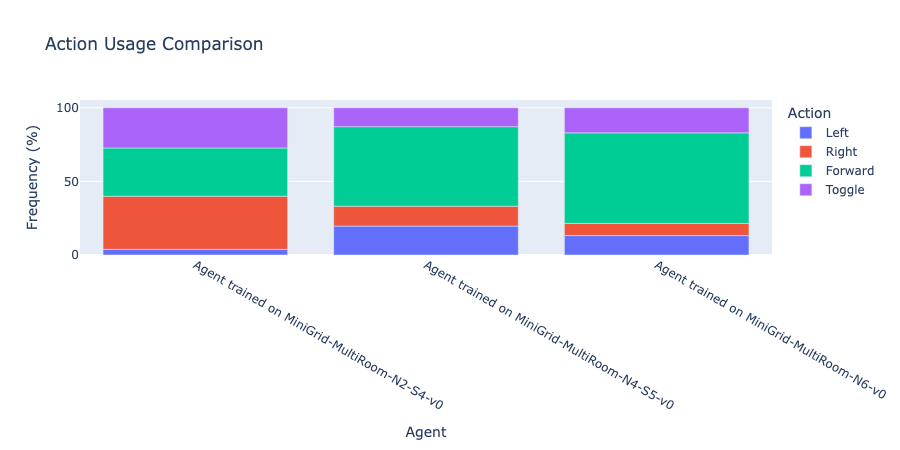 Action Usage Comparison
Frequency (%)
100
50
0
Action
Left
Right
Forward
Toggle
Agent trained on MiniGrid-MultiRoom-N2-S4-v0
Agent trained on MiniGrid-MultiRoom-N4-S5-v0
Agent trained on MiniGrid-MultiRoom-N6-v0
Agent